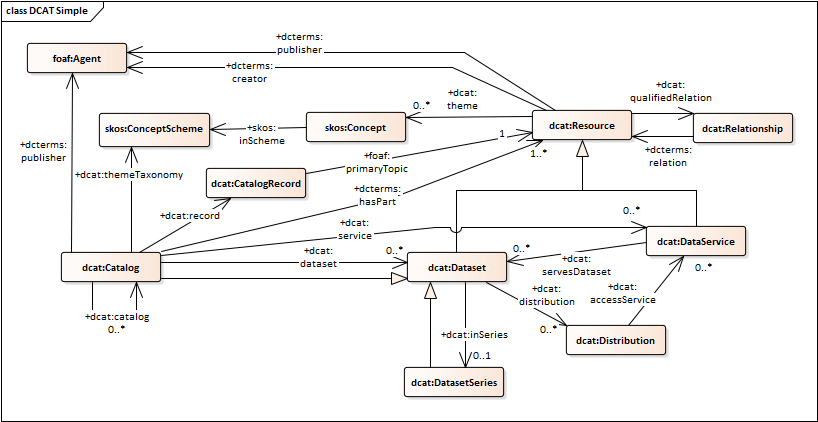 class DCAT Simple
+dcterms:
publisher
foaf:Agent
+dcterms:
creator
+dcat:
qualifiedRelation
+dcat:
theme
0..*
skos:ConceptScheme
+skos:
inScheme
skos:Concept
dcat:Resource
dcat:Relationship
1
1..*
+dcterms:
relation
+dcterms:
publisher
+foaf:
primaryTopic
+dcat:themeTaxonomy
dcat:CatalogRecord
+dcterms:
hasPart
+dcat:record
+dcat:
service
0..*
dcat:DataService
+dcat:
dataset
0..*
0..*
dcat:Catalog
dcat:Dataset
+dcat:
servesDataset
0..*
+dcat:
distribution
+dcat:
accessService
+dcat:catalog
0..*
+dcat:inSeries
0..*
dcat:Distribution
0..1
dcat:DatasetSeries